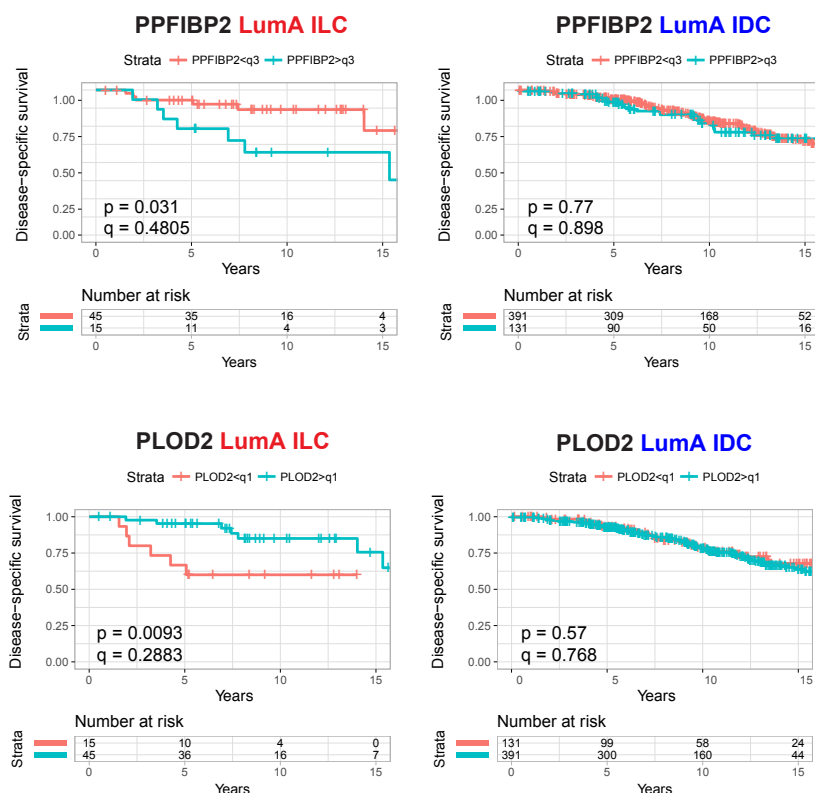 PPFIBP2 LumA ILC
Strata PPFIBP2<q3 PPFIBP2>q3
Disease-specific survival
1.00
0.75
0.50
0.25
0.00
p = 0.031
q = 0.4805
0 5 10 15
Years
Number at risk
Strata
45 35 16 4
15 11 4 3
0 5 10 15
Years
PPFIBP2 LumA IDC
Strata PPFIBP2<q3 PPFIBP2>q3
Disease-specific survival
1.00
0.75
0.50
0.25
0.00
p = 0.77
q = 0.898
0 5 10 15
Years
Number at risk
Strata
391 309 168 52
131 90 50 16
0 5 10 15
Years
PLOD2 LumA ILC
Strata PLOD2<q1 PLOD2>q1
Disease-specific survival
1.00
0.75
0.50
0.25
0.00
p = 0.0093
q = 0.2883
0 5 10 15
Years
Number at risk
Strata
15 10 4 0
45 36 16 7
0 5 10 15
Years
PLOD2 LumA IDC
Strata PLOD2<q1 PLOD2>q1
Disease-specific survival
1.00
0.75
0.50
0.25
0.00
p = 0.57
q = 0.768
0 5 10 15
Years
Number at risk
Strata
131 99 58 24
391 300 160 44
0 5 10 15
Years